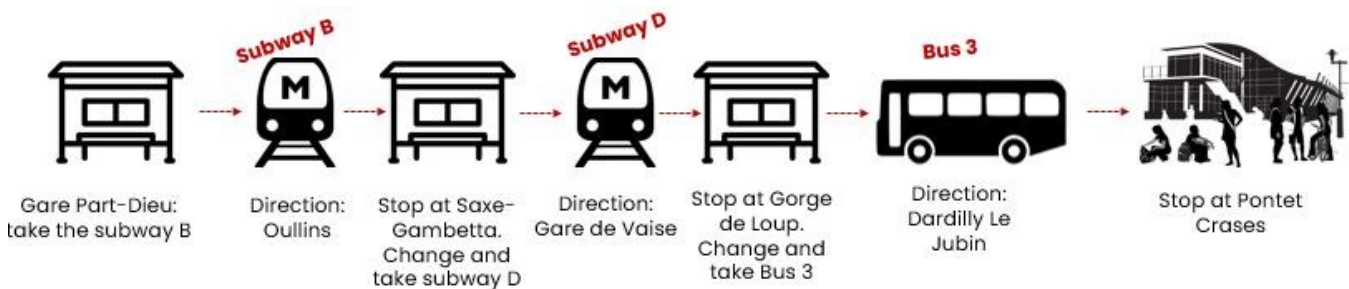 Subway B
Subway D
Bus 3
M
M
Gare Part-Dieu:
take the subway B
Direction:
Oullins
Stop at Saxe-
Gambetta.
Change and
take subway D
Direction:
Gare de Vaise
Stop at Gorge
de Loup.
Change and
take Bus 3
Direction:
Dardilly Le
Jubin
Stop at Pontet
Crases